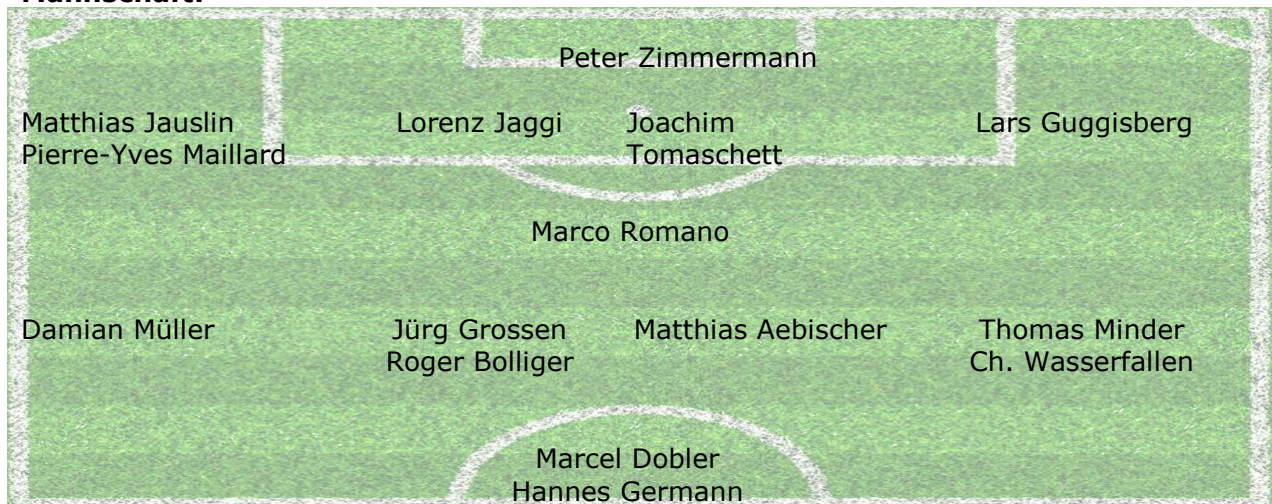 Mannschaft:
Peter Zimmermann
Matthias Jauslin
Pierre-Yves Maillard
Lorenz Jaggi
Joachim
Tomaschett
Lars Guggisberg
Marco Romano
Damian Müller
Jürg Grossen
Roger Bolliger
Matthias Aebischer
Thomas Minder
Ch. Wasserfallen
Marcel Dobler
Hannes Germann